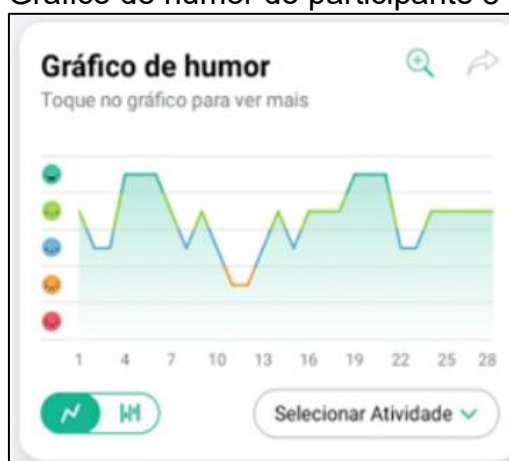 Gráfico de humor do participante
Gráfico de humor
Toque no gráfico para ver mais
1 4 7 10 13 16 19 22 25 28
Selecionar Atividade